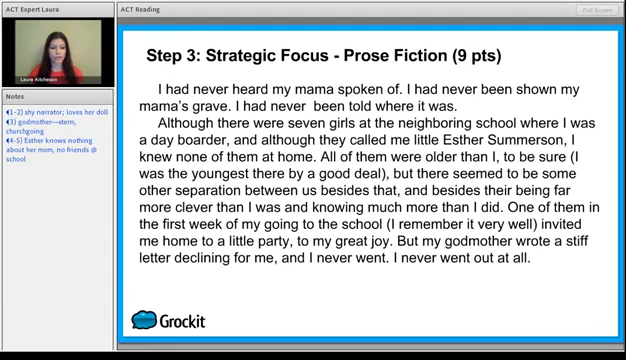 ACT Expert Laura
ACT Reading
Full Screen
Laura Aitcheson
Notes
(1-2) shy narrator; loves her doll
(3) godmother—stern,
churchgoing
(4-5) Esther knows nothing
about her mom, no friends @
school
Step 3: Strategic Focus - Prose Fiction (9 pts)
I had never heard my mama spoken of. I had never been shown my
mama's grave. I had never been told where it was.
Although there were seven girls at the neighboring school where I was
a day boarder, and although they called me little Esther Summerson, I
knew none of them at home. All of them were older than I, to be sure (I
was the youngest there by a good deal), but there seemed to be some
other separation between us besides that, and besides their being far
more clever than I was and knowing much more than I did. One of them in
the first week of my going to the school (I remember it very well) invited
me home to a little party, to my great joy. But my godmother wrote a stiff
letter declining for me, and I never went. I never went out at all.
Grockit